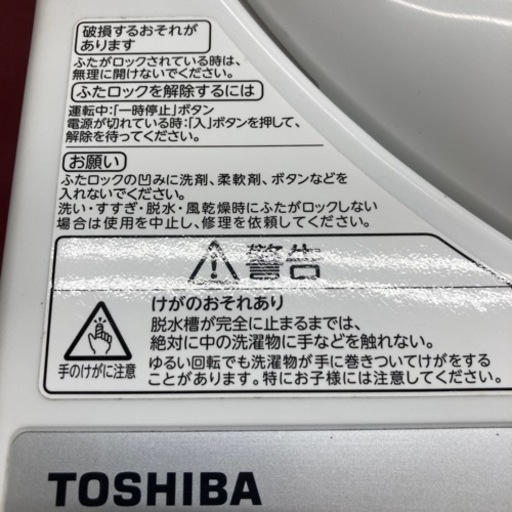 破損するおそれが
あります
ふたがロックされている時は、
無理に開けないでください。
ふたロックを解除するには
運転中:「一時停止」ボタン
電源が切れている時:「入」ボタンを押して、
解除を待ってください。
お願い
ふたロックの凹みに洗剤、柔軟剤、ボタンなどを
入れないでください。
洗い・すすぎ・脱水・風乾燥時にふたがロックしない
場合は使用を中止し、修理を依頼してください。
警告
手のけがに注意
けがのおそれあり
脱水槽が完全に止まるまでは、
絶対に中の洗濯物に手などを触れない。
ゆるい回転でも洗濯物が手に巻きついてけがをする
ことがあります。特にお子様には注意してください。
TOSHIBA